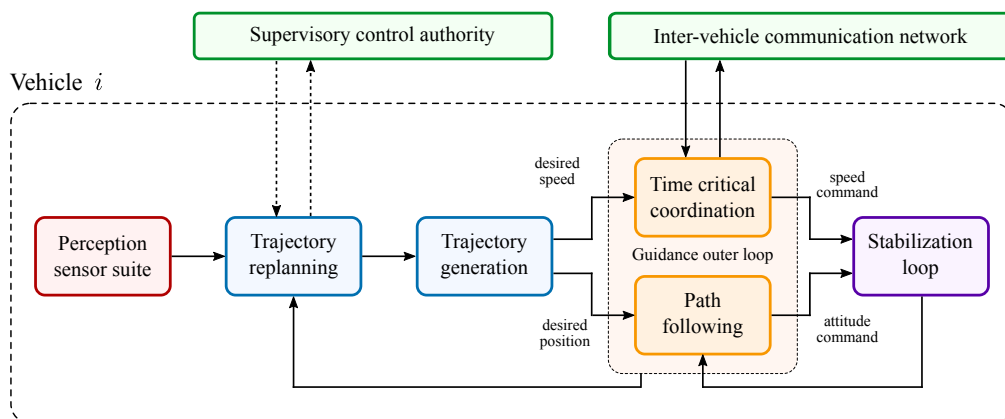 Supervisory control authority
Inter-vehicle communication network
Vehicle i
desired
speed
Time critical
coordination
speed
command
Perception
sensor suite
Trajectory
replanning
Trajectory
generation
Guidance outer loop
Stabilization
loop
desired
position
Path
following
attitude
command